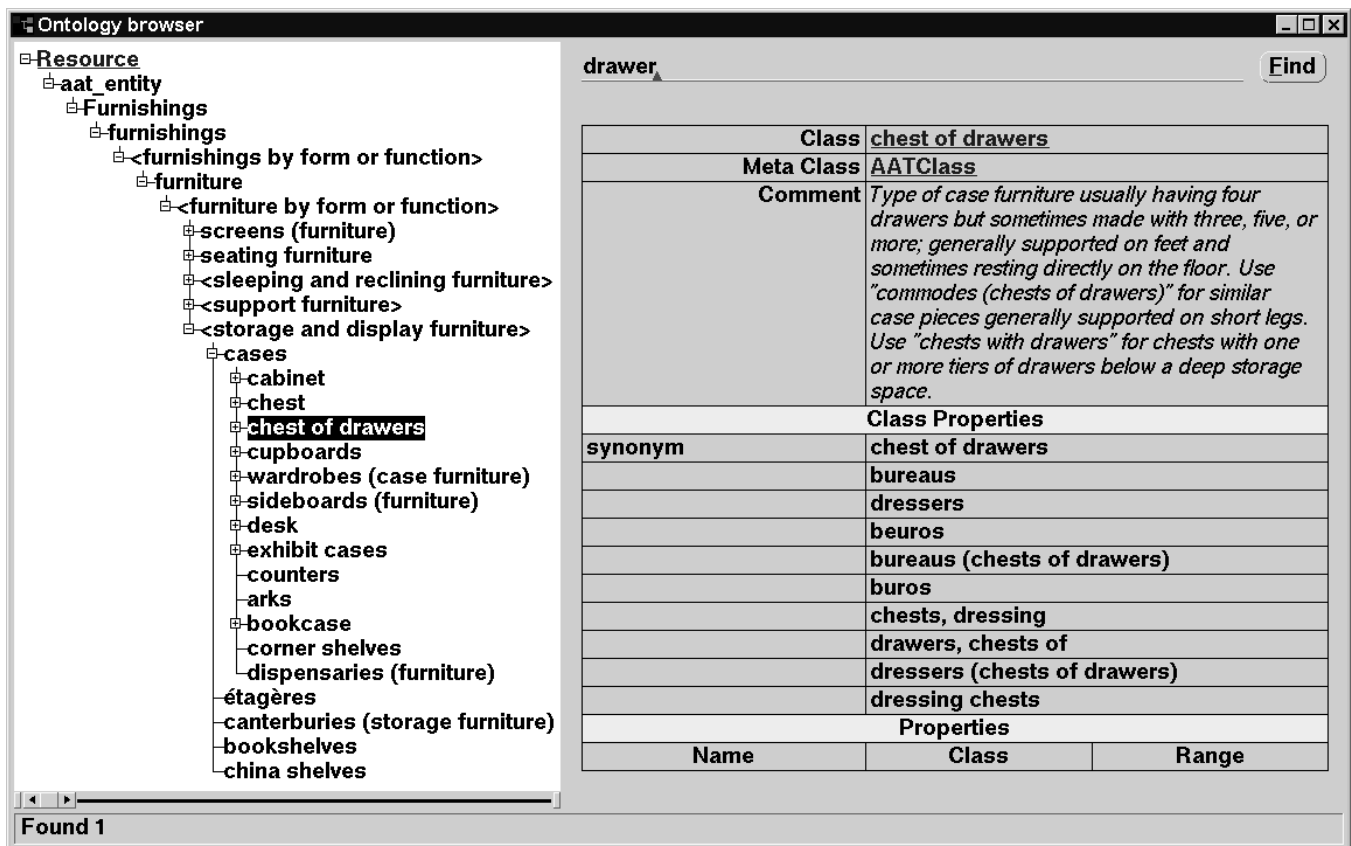 Ontology browser
Resource
aat_entity
Furnishings
furnishings
<furnishings by form or function>
furniture
<furniture by form or function>
screens (furniture)
seating furniture
<sleeping and reclining furniture>
<support furniture>
<storage and display furniture>
cases
cabinet
chest
chest of drawers
cupboards
wardrobes (case furniture)
sideboards (furniture)
desk
exhibit cases
counters
arks
bookcase
corner shelves
dispensaries (furniture)
étagères
canterburies (storage furniture)
bookshelves
china shelves
drawer Find
Class chest of drawers
Meta Class AATClass
Comment Type of case furniture usually having four
drawers but sometimes made with three, five, or
more; generally supported on feet and
sometimes resting directly on the floor. Use
"commodes (chests of drawers)" for similar
case pieces generally supported on short legs.
Use "chests with drawers" for chests with one
or more tiers of drawers below a deep storage
space.
Class Properties
synonym chest of drawers
bureaus
dressers
beuros
bureaus (chests of drawers)
buros
chests, dressing
drawers, chests of
dressers (chests of drawers)
dressing chests
Properties
Name Class Range
Found 1